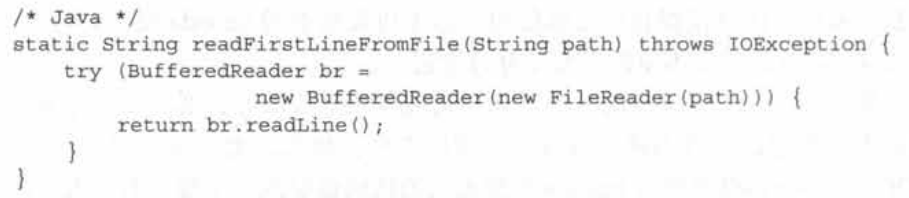 /* Java */
static String readFirstLineFromFile(String path) throws IOException {
    try (BufferedReader br =
                   new BufferedReader(new FileReader(path))) {
        return br.readLine();
    }
}